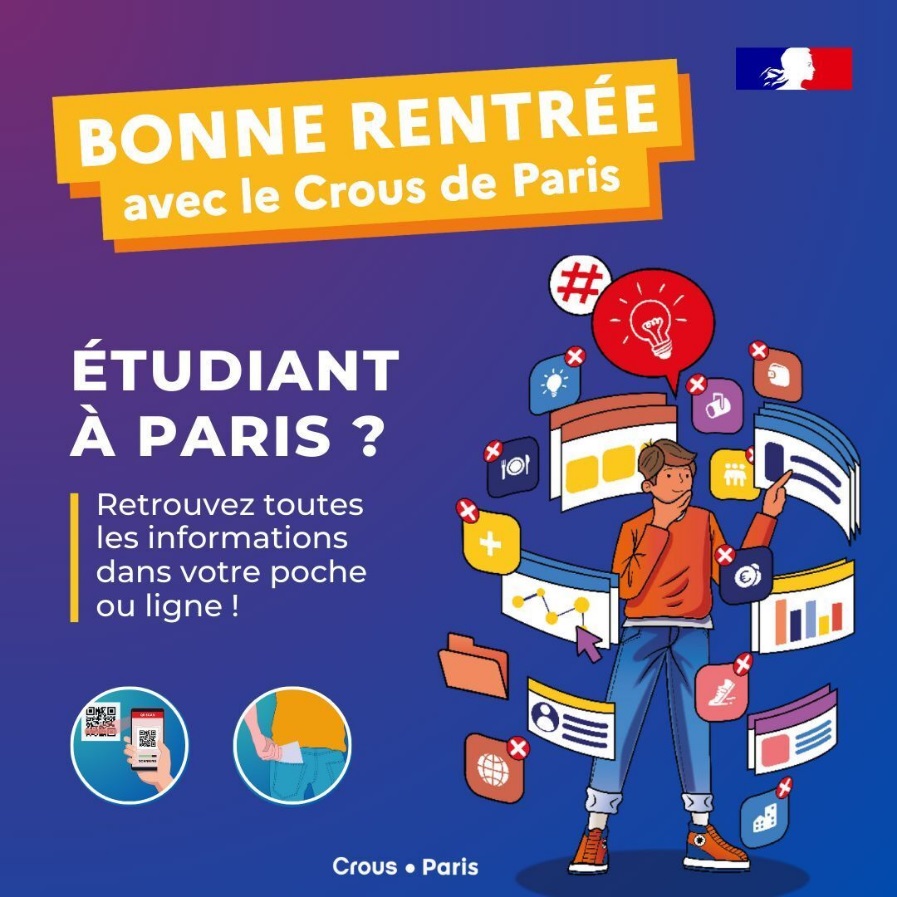 BONNE RENTRÉE
avec le Crous de Paris
#
ÉTUDIANT
À PARIS ?
Retrouvez toutes
les informations
dans votre poche
ou ligne !
Crous • Paris